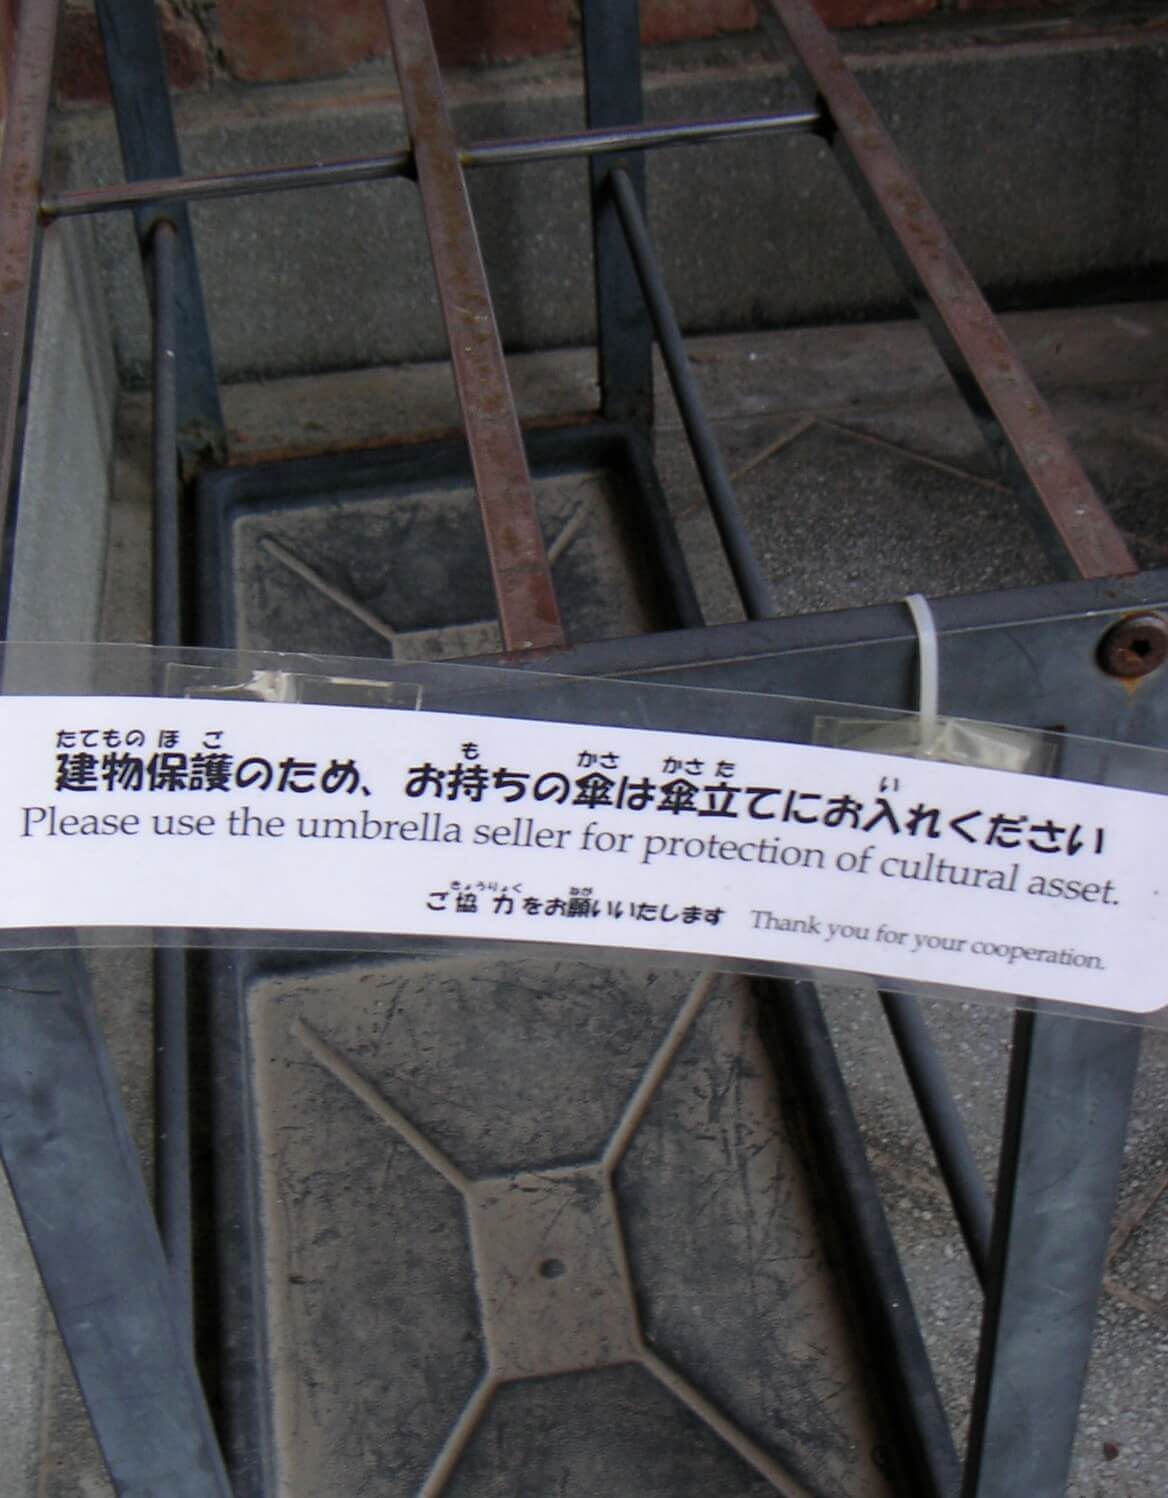 たてもの ほ ご も かさ かさ た い
建物保護のため、お持ちの傘は傘立てにお入れください
Please use the umbrella seller for protection of cultural asset.
きょうりょく ねが
ご協力をお願いいたします Thank you for your cooperation.